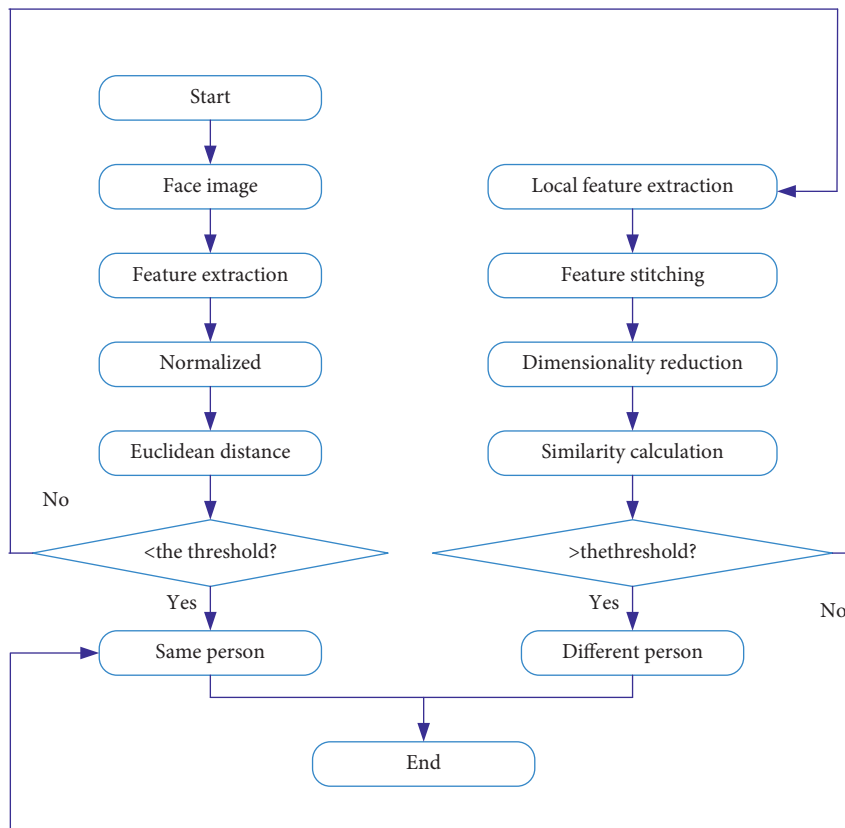 Start
Face image
Feature extraction
Normalized
Euclidean distance
No
<the threshold?
Yes
Same person
Local feature extraction
Feature stitching
Dimensionality reduction
Similarity calculation
>thethreshold?
Yes
No
Different person
End